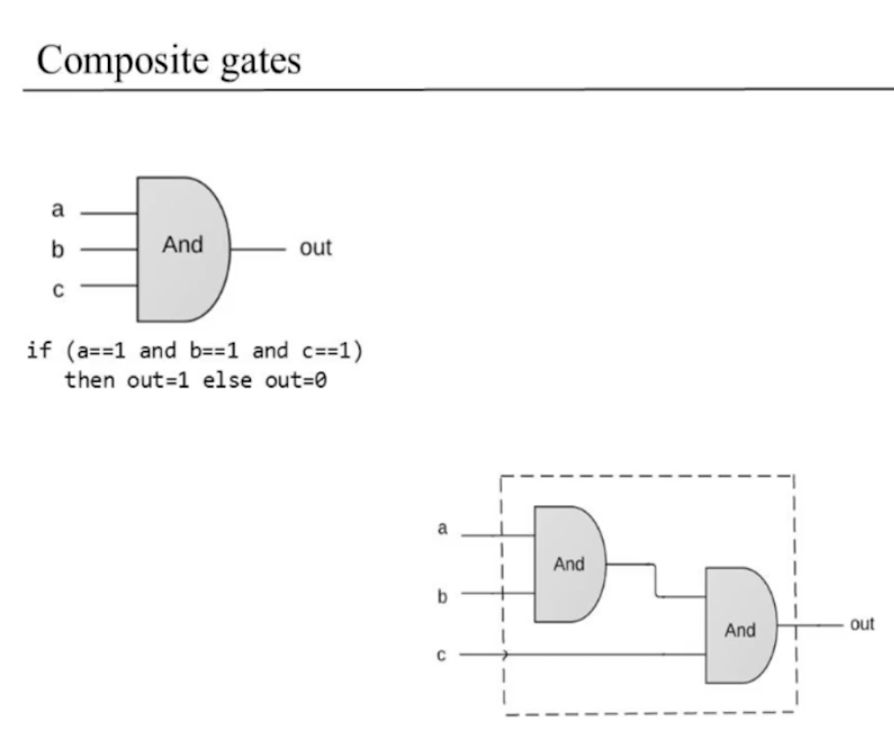 Composite gates
a
b
c
And
out
if (a==1 and b==1 and c==1)
then out=1 else out=0
a
b
c
And
And
out